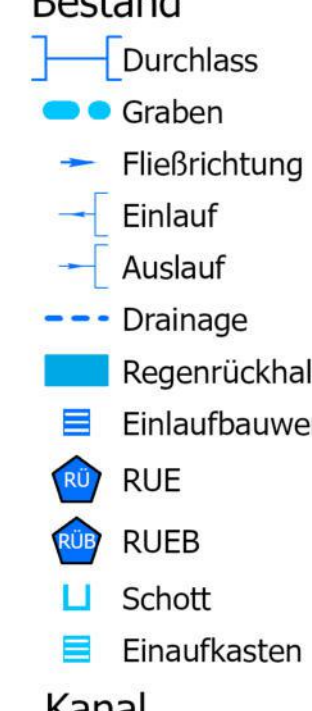 Bestand
Durchlass
Graben
Fließrichtung
Einlauf
Auslauf
Drainage
Regenrückhal
Einlaufbauwe
RÜ RUE
RÜB RUEB
Schott
Einaufkasten
Kanal